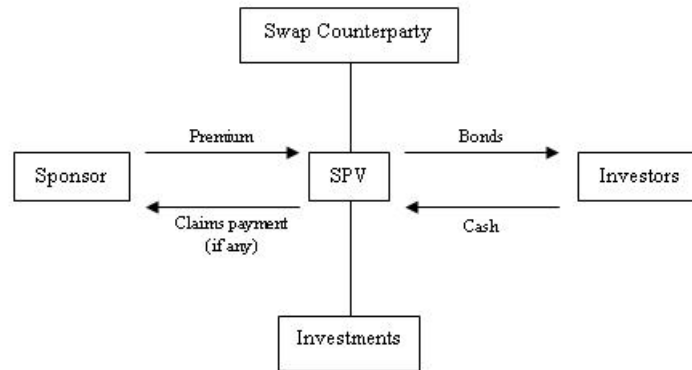 Swap Counterparty
Premium
Bonds
Sponsor
SPV
Investors
Claims payment
(if any)
Cash
Investments